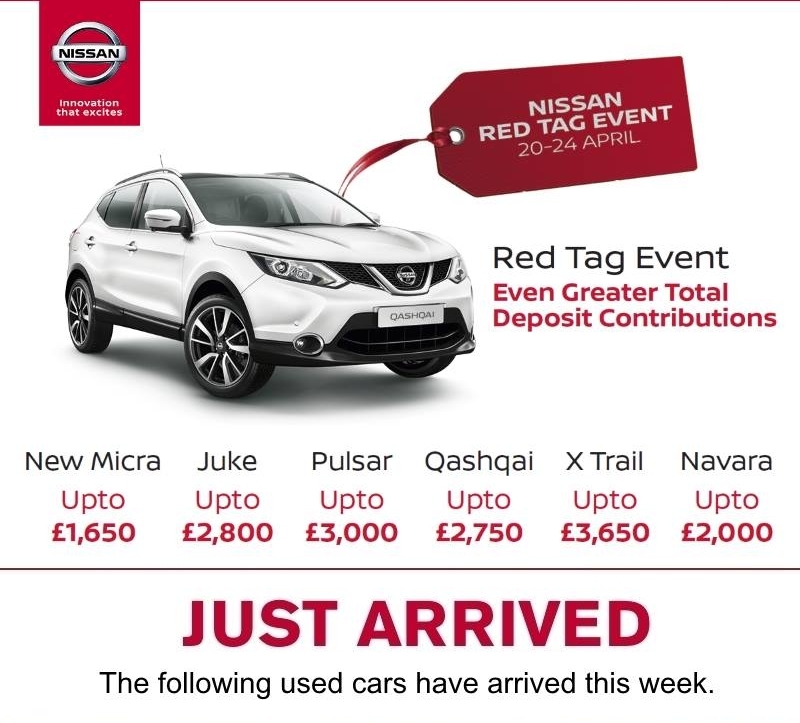 NISSAN
Innovation
that excites
NISSAN
RED TAG EVENT
20-24 APRIL
Red Tag Event
Even Greater Total
Deposit Contributions
QASHQAI
New Micra Juke Pulsar Qashqai X Trail Navara
Upto Upto Upto Upto Upto Upto
£1,650 £2,800 £3,000 £2,750 £3,650 £2,000
JUST ARRIVED
The following used cars have arrived this week.